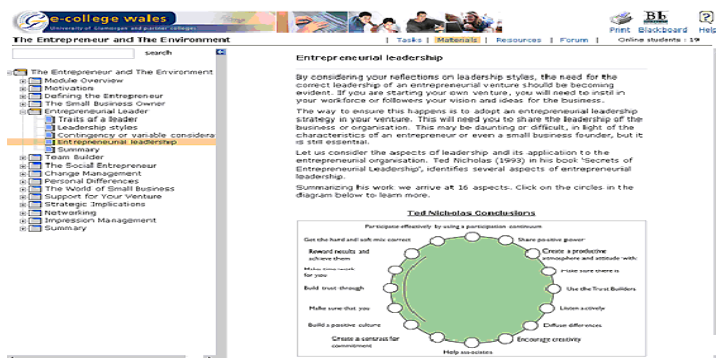 e-college wales
University of Glamorgan and partner colleges
Print Blackboard Help
The Entrepreneur and The Environment
| Tasks | Materials | Resources | Forum | Online students : 19
search
The Entrepreneur and The Environment
Module Overview
Motivation
Defining the Entrepreneur
The Small Business Owner
Entrepreneurial Leader
Traits of a leader
Leadership styles
Contingency or variable considera
Entrepreneurial leadership
Summary
Team Builder
The Social Entrepreneur
Change Management
Personal Differences
The World of Small Business
Support for Your Venture
Strategic Implications
Networking
Impression Management
Summary
Entrepreneurial leadership
By considering your reflections on leadership styles, the need for the
correct leadership of an entrepreneurial venture should be becoming
evident. If you are starting your own venture, you will need to instil in
your workforce or followers your vision and ideas for the business.
The way to ensure this happens is to adopt an entrepreneurial leadership
strategy in your venture. This will need you to share the leadership of the
business or organisation. This may be daunting or difficult, in light of the
characteristics of an entrepreneur or even a small business founder, but it
is still essential.
Let us consider the aspects of leadership and its application to the
entrepreneurial organisation. Ted Nicholas (1993) in his book 'Secrets of
Entrepreneurial Leadership', identifies several aspects of entrepreneurial
leadership.
Summarizing his work we arrive at 16 aspects. Click on the circles in the
diagram below to learn more.
Ted Nicholas Conclusions
Participate effectively by using a participation continuum
Get the hard and soft mix correct
Share positive power
Reward results and
achieve them
Create a productive
atmosphere and attitude with
Make time work
for you
Make sure there is
Build trust through
Use the Trust Builders
Make sure that you
Listen actively
Build a positive culture
Diffuse differences
Create a contract for
commitment
Encourage creativity
Help associates